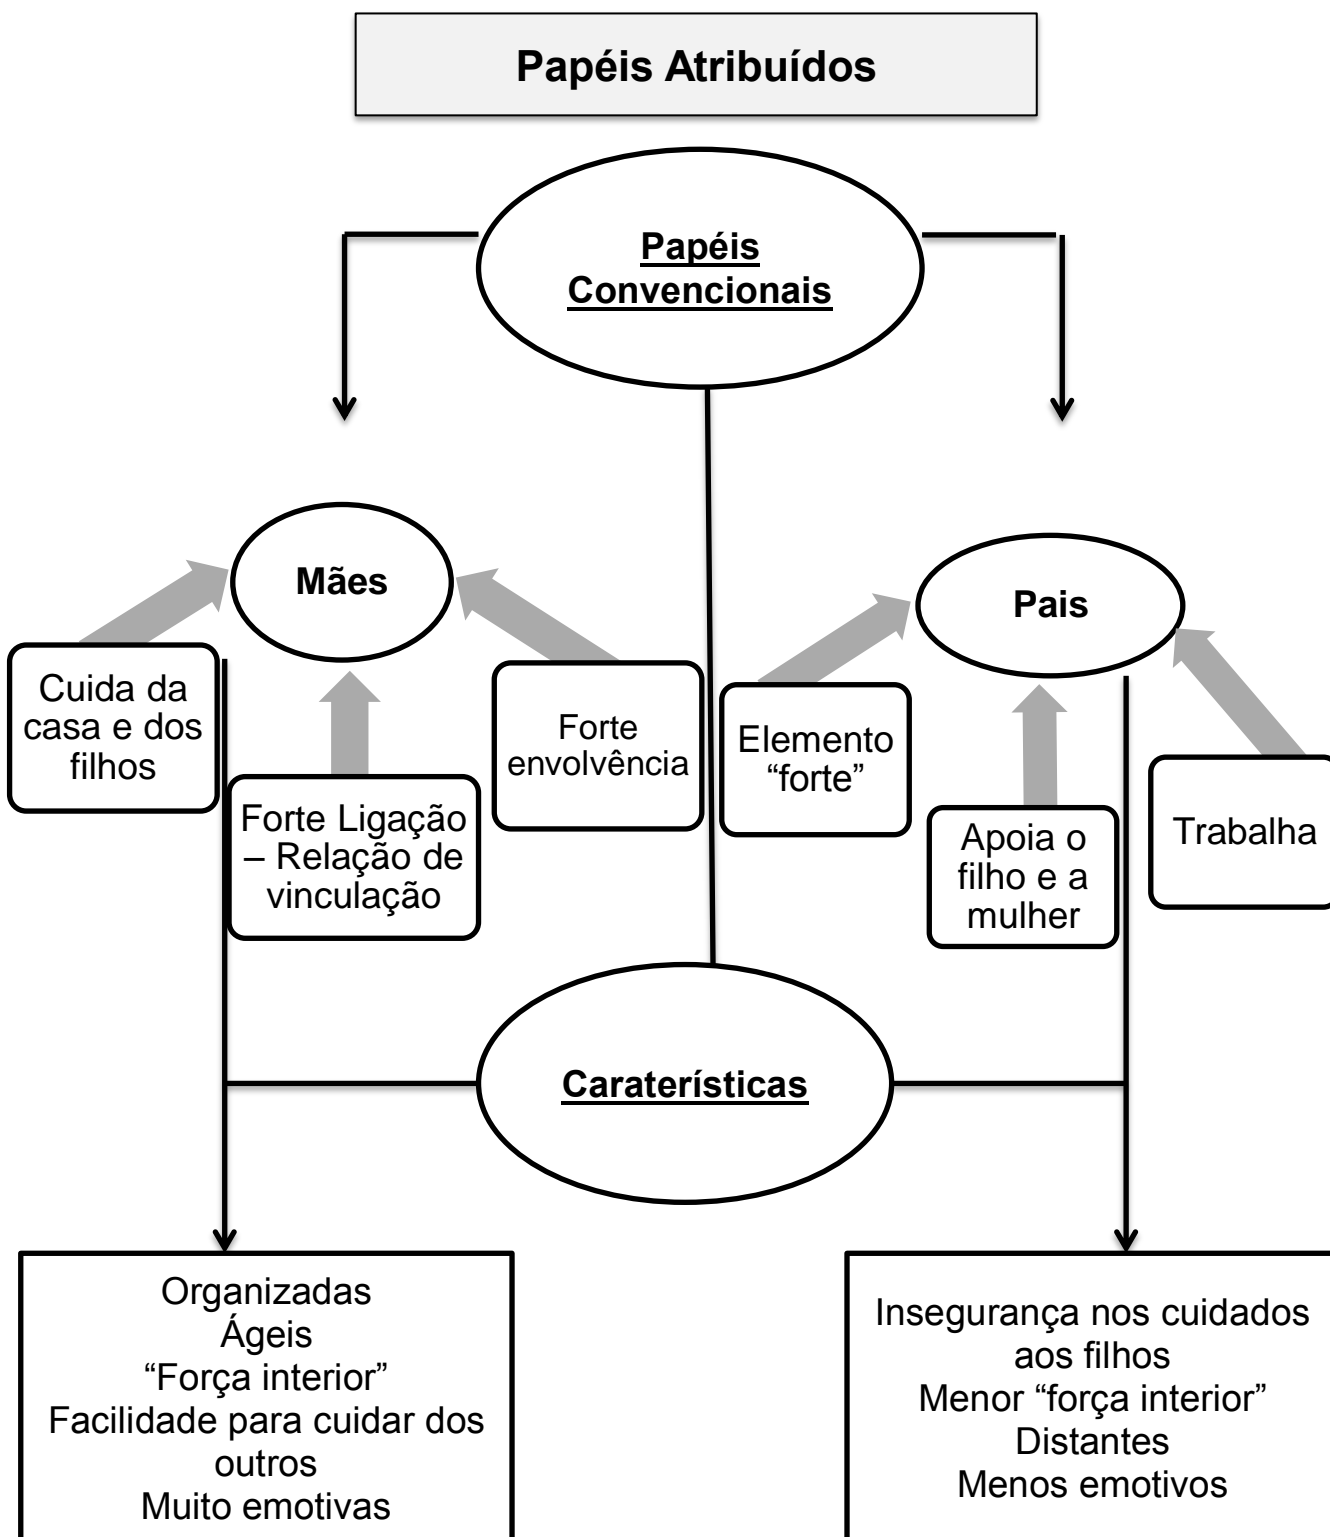 Papéis Atribuídos
Papéis
Convencionais
Mães
Pais
Cuida da
casa e dos
filhos
Forte Ligação
– Relação de
vinculação
Forte
envolvência
Elemento
“forte”
Apoia o
filho e a
mulher
Trabalha
Caraterísticas
Organizadas
Ágeis
“Força interior”
Facilidade para cuidar dos
outros
Muito emotivas
Insegurança nos cuidados
aos filhos
Menor “força interior”
Distantes
Menos emotivos